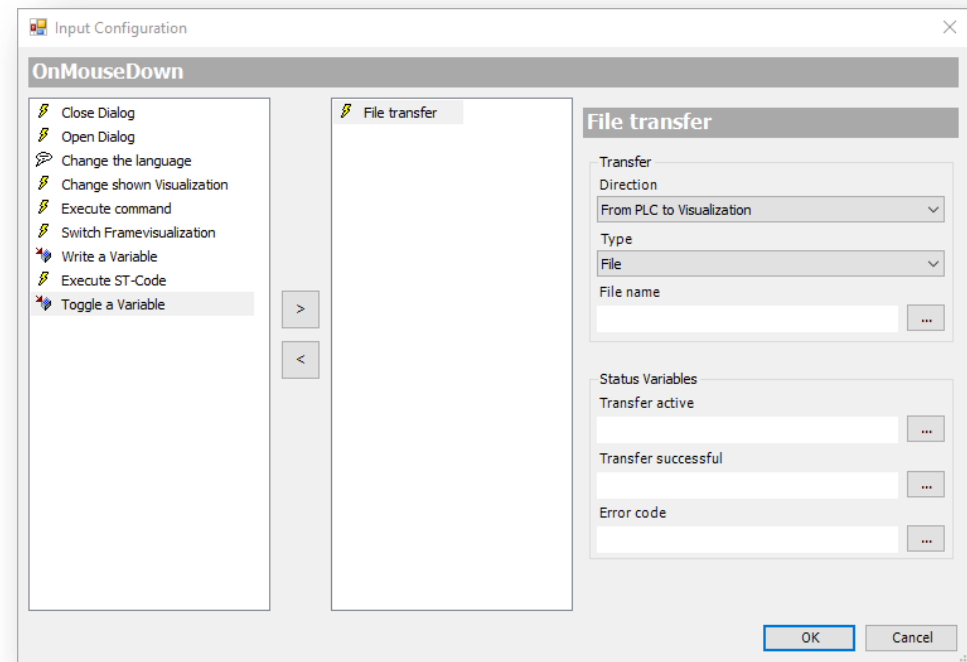 Input Configuration
OnMouseDown
Close Dialog
Open Dialog
Change the language
Change shown Visualization
Execute command
Switch Framevisualization
Write a Variable
Execute ST-Code
Toggle a Variable
>
<
File transfer
File transfer
Transfer
Direction
From PLC to Visualization
Type
File
File name
...
Status Variables
Transfer active
...
Transfer successful
...
Error code
...
OK
Cancel